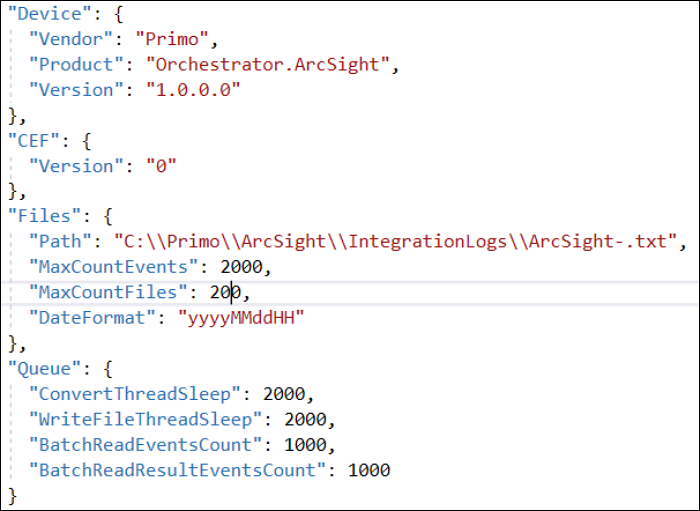 "Device": {
"Vendor": "Primo",
"Product": "Orchestrator.ArcSight",
"Version": "1.0.0.0"
},
"CEF": {
"Version": "0"
},
"Files": {
"Path": "C:\\Primo\\ArcSight\\IntegrationLogs\\ArcSight-.txt",
"MaxCountEvents": 2000,
"MaxCountFiles": 200,
"DateFormat": "yyyyMMddHH"
},
"Queue": {
"ConvertThreadSleep": 2000,
"WriteFileThreadSleep": 2000,
"BatchReadEventsCount": 1000,
"BatchReadResultEventsCount": 1000
}